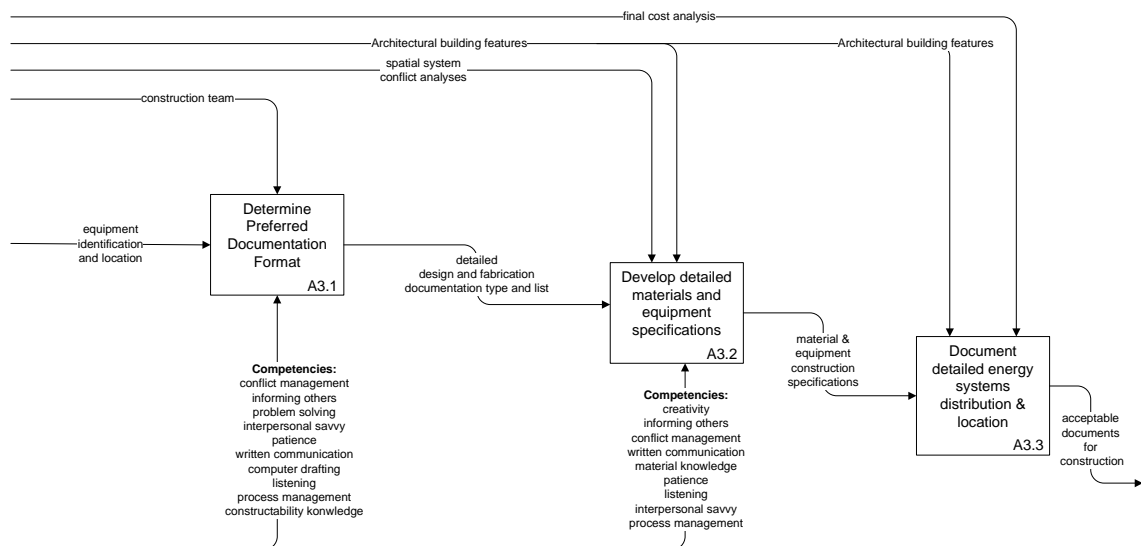 final cost analysis
Architectural building features
Architectural building features
spatial system
conflict analyses
construction team
equipment
identification
and location
Determine
Preferred
Documentation
Format
A3.1
detailed
design and fabrication
documentation type and list
Develop detailed
materials and
equipment
specifications
A3.2
material &
equipment
construction
specifications
Document
detailed energy
systems
distribution &
location
A3.3
acceptable
documents
for
construction
Competencies:
conflict management
informing others
problem solving
interpersonal savvy
patience
written communication
computer drafting
listening
process management
constructability konwledge
Competencies:
creativity
informing others
conflict management
written communication
material knowledge
patience
listening
interpersonal savvy
process management